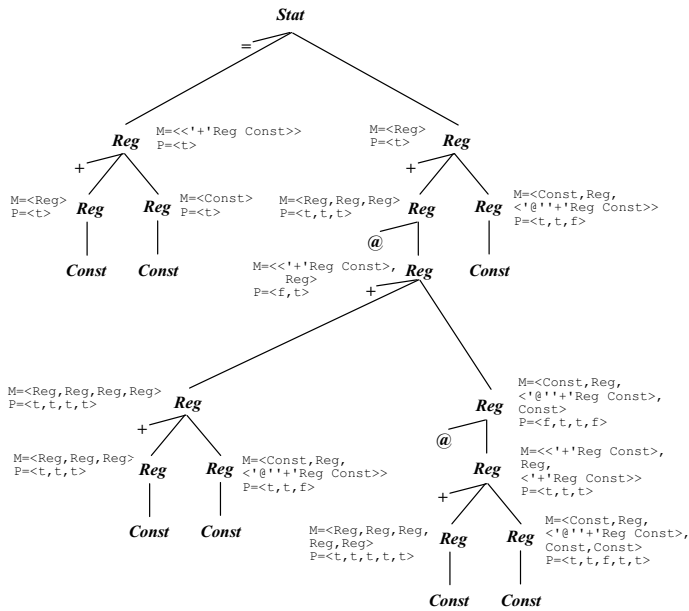 Stat
=
Reg
M=<<'+'Reg Const>>
P=<t>
M=<Reg>
P=<t>
Reg
+
+
M=<Reg>
P=<t>
Reg
Reg
M=<Const>
P=<t>
M=<Reg,Reg,Reg>
P=<t,t,t>
Reg
Reg
M=<Const,Reg,
<'@''+'Reg Const>>
P=<t,t,f>
@
Const
Const
Const
M=<<'+'Reg Const>,
Reg>
P=<f,t>
Reg
+
M=<Reg,Reg,Reg,Reg>
P=<t,t,t,t>
Reg
Reg
M=<Const,Reg,
<'@''+'Reg Const>,
Const>
P=<f,t,t,f>
+
@
M=<Reg,Reg,Reg>
P=<t,t,t>
Reg
Reg
M=<Const,Reg,
<'@''+'Reg Const>>
P=<t,t,f>
Reg
M=<<'+'Reg Const>,
Reg,
<'+'Reg Const>>
P=<t,t,t>
+
Const
Const
M=<Reg,Reg,Reg,
Reg,Reg>
P=<t,t,t,t,t>
Reg
Reg
M=<Const,Reg,
<'@''+'Reg Const>,
Const,Const>
P=<t,t,f,t,t>
Const
Const